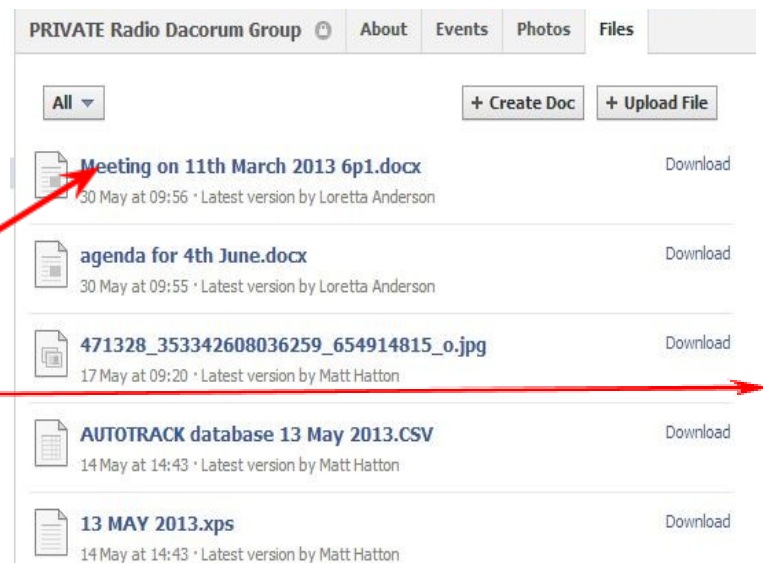 PRIVATE Radio Dacorum Group About Events Photos Files
All + Create Doc + Upload File
Meeting on 11th March 2013 6p1.docx Download
30 May at 09:56 · Latest version by Loretta Anderson
agenda for 4th June.docx Download
30 May at 09:55 · Latest version by Loretta Anderson
471328_353342608036259_654914815_o.jpg Download
17 May at 09:20 · Latest version by Matt Hatton
AUTOTRACK database 13 May 2013.CSV Download
14 May at 14:43 · Latest version by Matt Hatton
13 MAY 2013.xps Download
14 May at 14:43 · Latest version by Matt Hatton